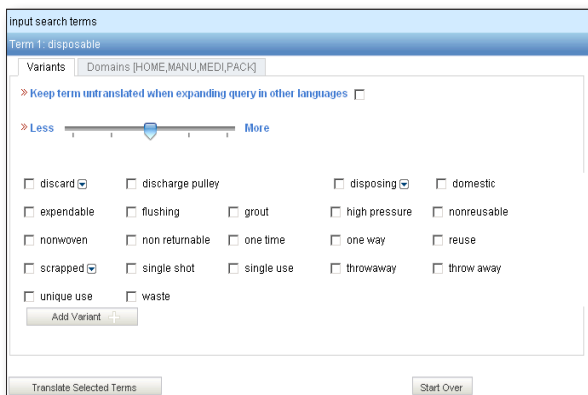 input search terms
Term 1: disposable
Variants Domains [HOME,MANU,MEDI,PACK]
» Keep term untranslated when expanding query in other languages
» Less More
discard discharge pulley disposing domestic
expendable flushing grout high pressure nonreusable
nonwoven non returnable one time one way reuse
scrapped single shot single use throwaway throw away
unique use waste
Add Variant
Translate Selected Terms Start Over